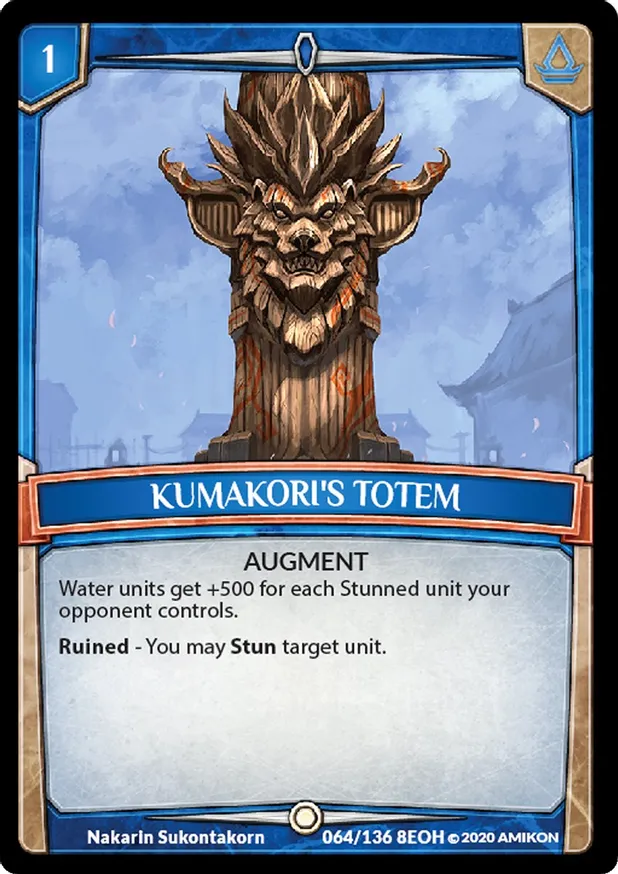 1
KUMAKORI'S TOTEM
AUGMENT
Water units get +500 for each Stunned unit your
opponent controls.
Ruined - You may Stun target unit.
Nakarin Sukontakorn 064/136 8EOH © 2020 AMIKON